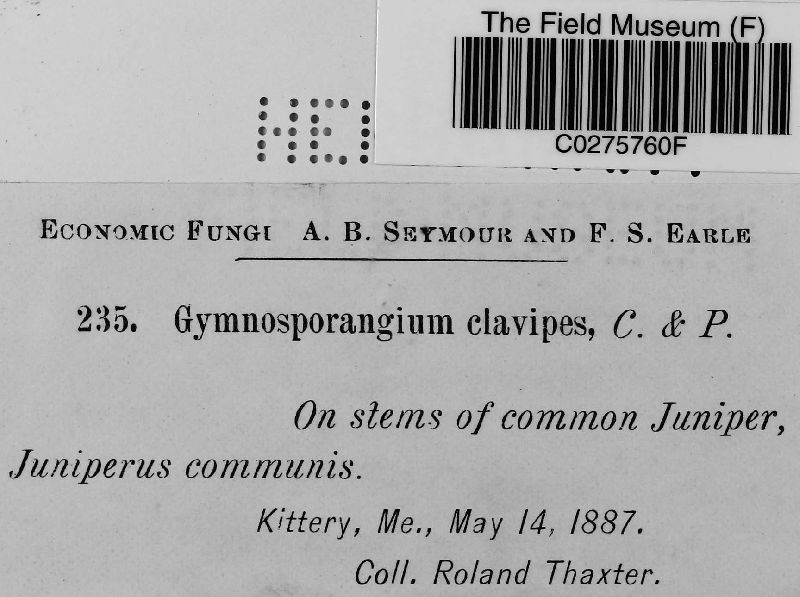 The Field Museum (F)
C0275760F
Economic Fungi A. B. Seymour and F. S. Earle
235. Gymnosporangium clavipes, C. & P.
On stems of common Juniper,
Juniperus communis.
Kittery, Me., May 14, 1887.
Coll. Roland Thaxter.